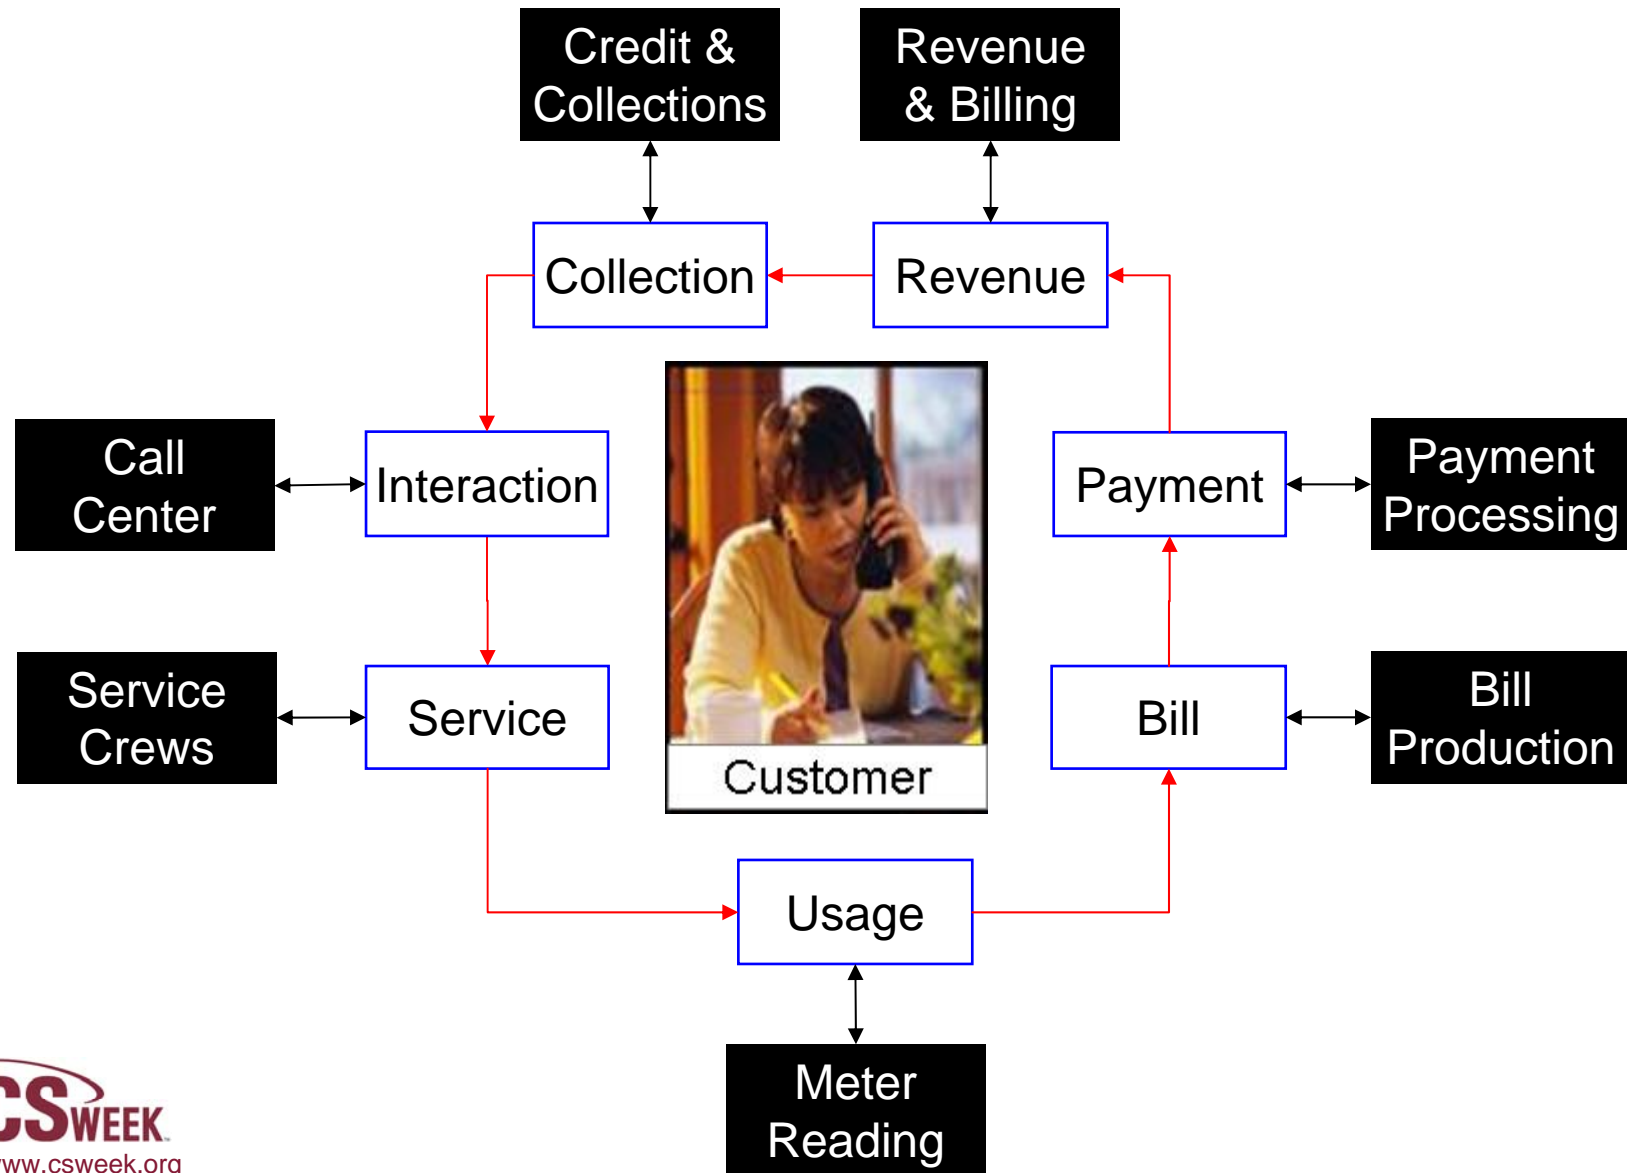 Credit &
Collections
Revenue
& Billing
Collection
Revenue
Call
Center
Interaction
Payment
Payment
Processing
Service
Crews
Service
Customer
Bill
Bill
Production
Usage
Meter
Reading
CSWEEK
www.csweek.org